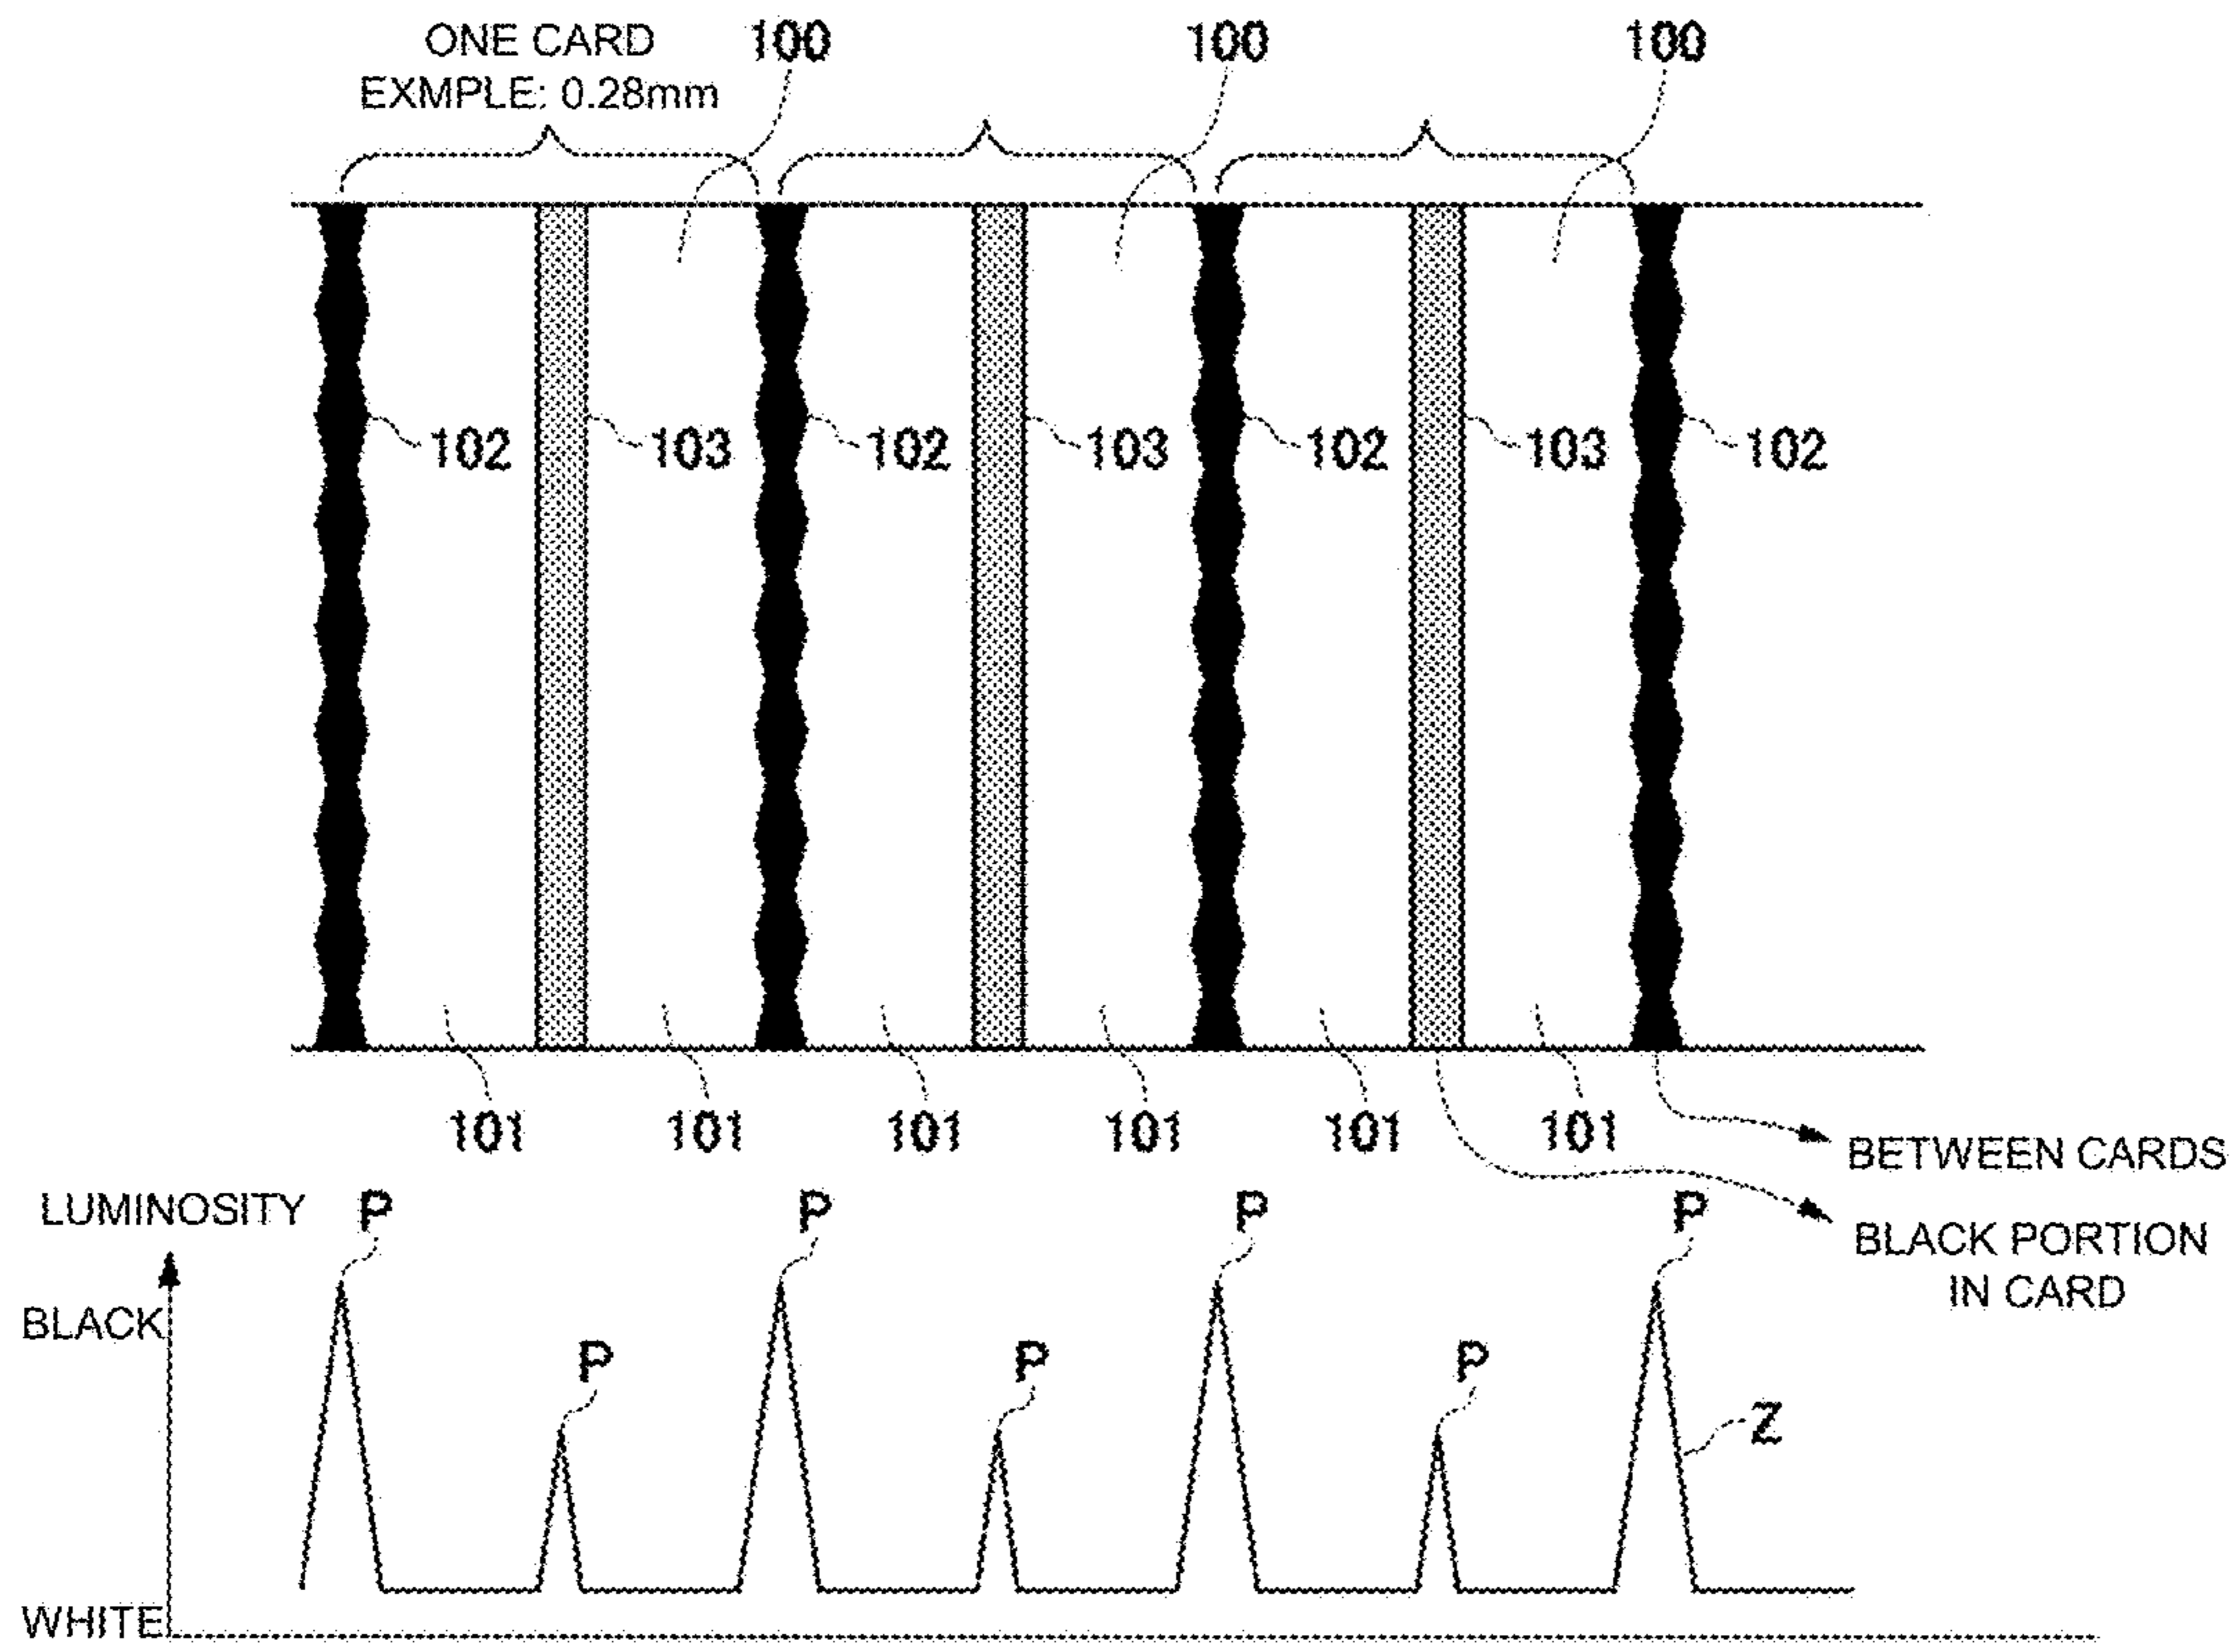 ONE CARD
EXMPLE: 0.28mm
100
100
100
102
103
102
103
102
103
102
101
101
101
101
101
101
BETWEEN CARDS
BLACK PORTION
IN CARD
LUMINOSITY
P
P
P
P
BLACK
P
P
P
Z
WHITE